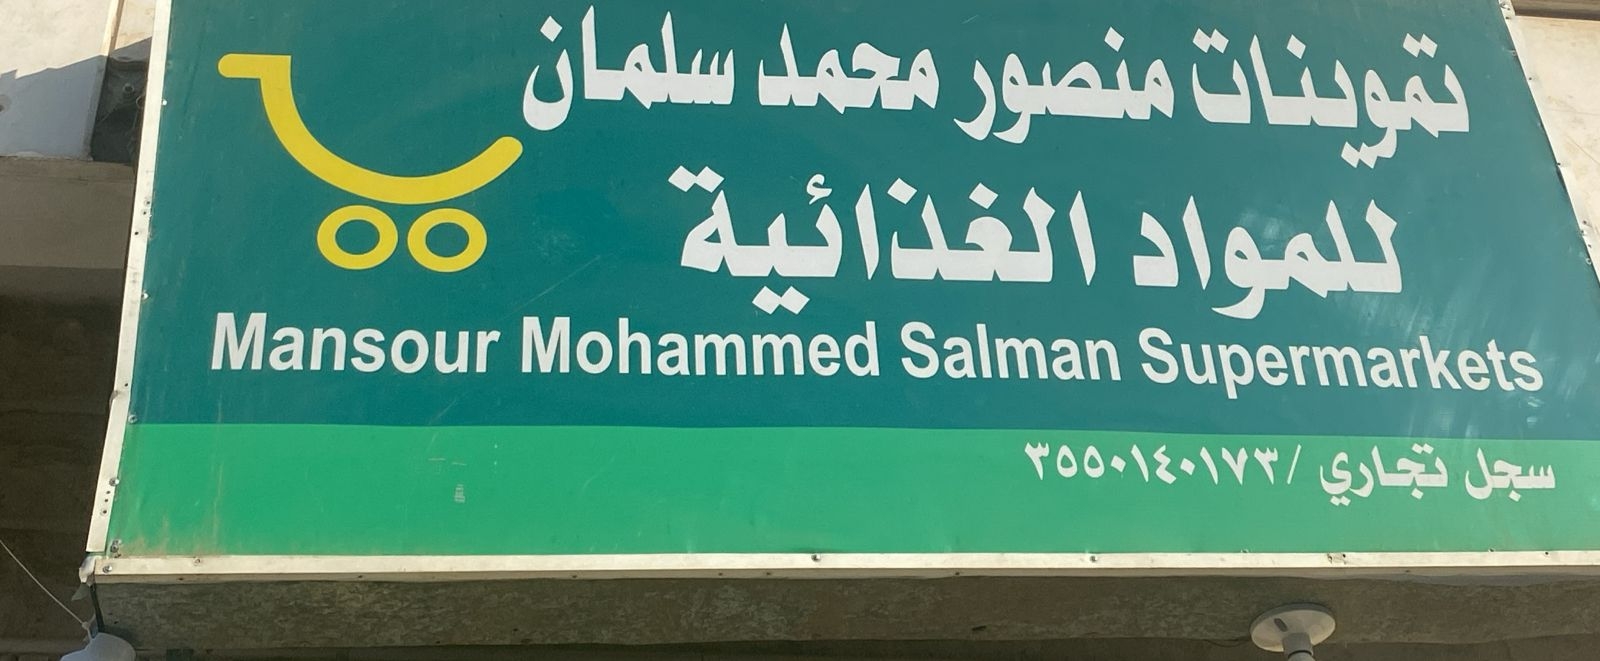 تموينات منصور محمد سلمان
للمواد الغذائية
Mansour Mohammed Salman Supermarkets
سجل تجاري /٣٥٥٠١٤٠١٧٣